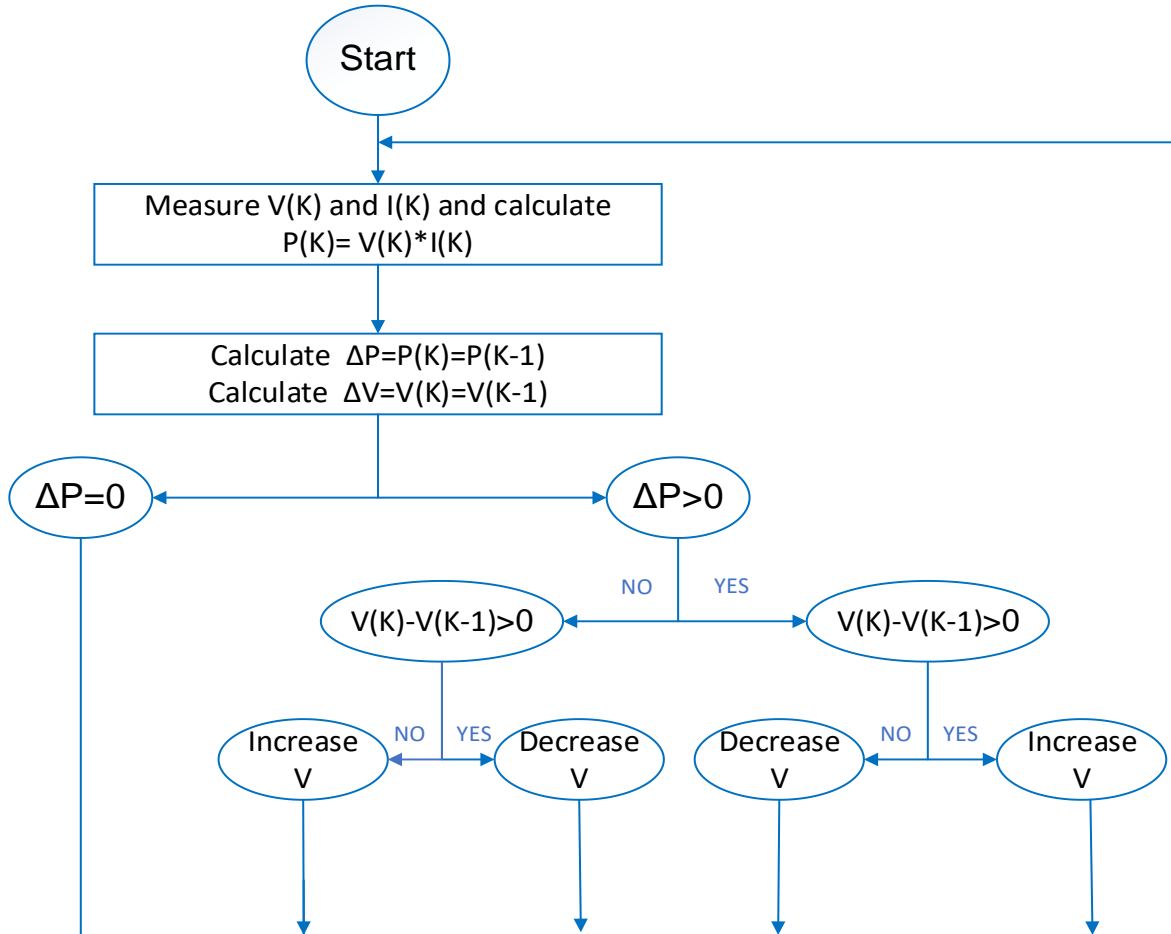 Start
Measure V(K) and I(K) and calculate
P(K)= V(K)*I(K)
Calculate ΔP=P(K)=P(K-1)
Calculate ΔV=V(K)=V(K-1)
ΔP=0
ΔP>0
NO
YES
V(K)-V(K-1)>0
V(K)-V(K-1)>0
NO
YES
NO
YES
Increase
V
Decrease
V
Decrease
V
Increase
V